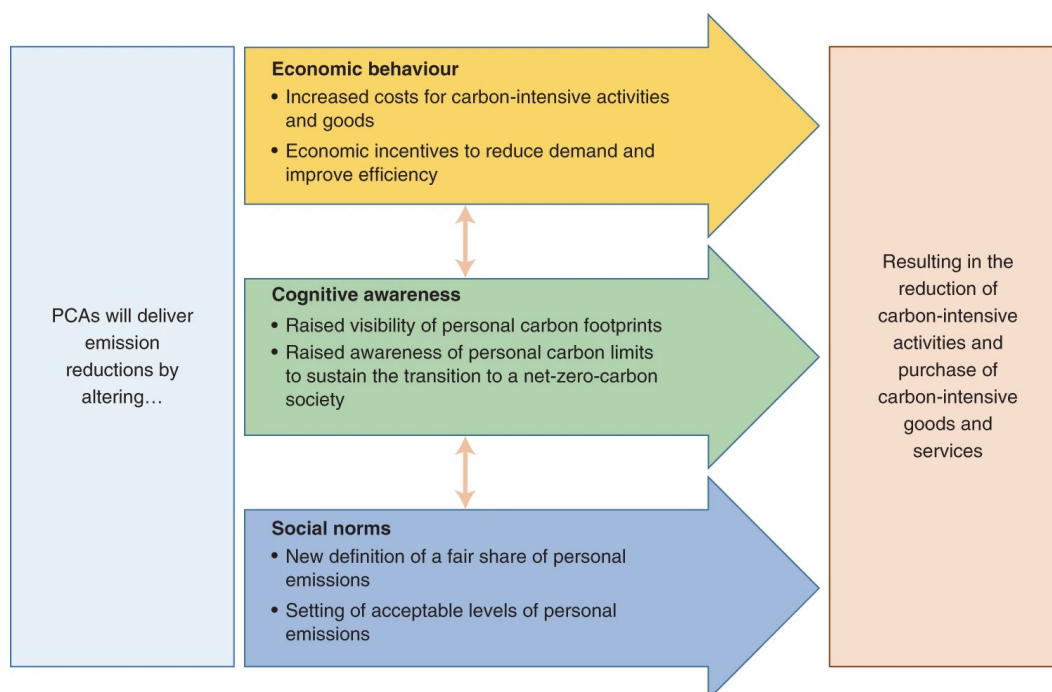 PCAs will deliver
emission
reductions by
altering…
Economic behaviour
• Increased costs for carbon-intensive activities
and goods
• Economic incentives to reduce demand and
improve efficiency
Cognitive awareness
• Raised visibility of personal carbon footprints
• Raised awareness of personal carbon limits
to sustain the transition to a net-zero-carbon
society
Social norms
• New definition of a fair share of personal
emissions
• Setting of acceptable levels of personal
emissions
Resulting in the
reduction of
carbon-intensive
activities and
purchase of
carbon-intensive
goods and
services